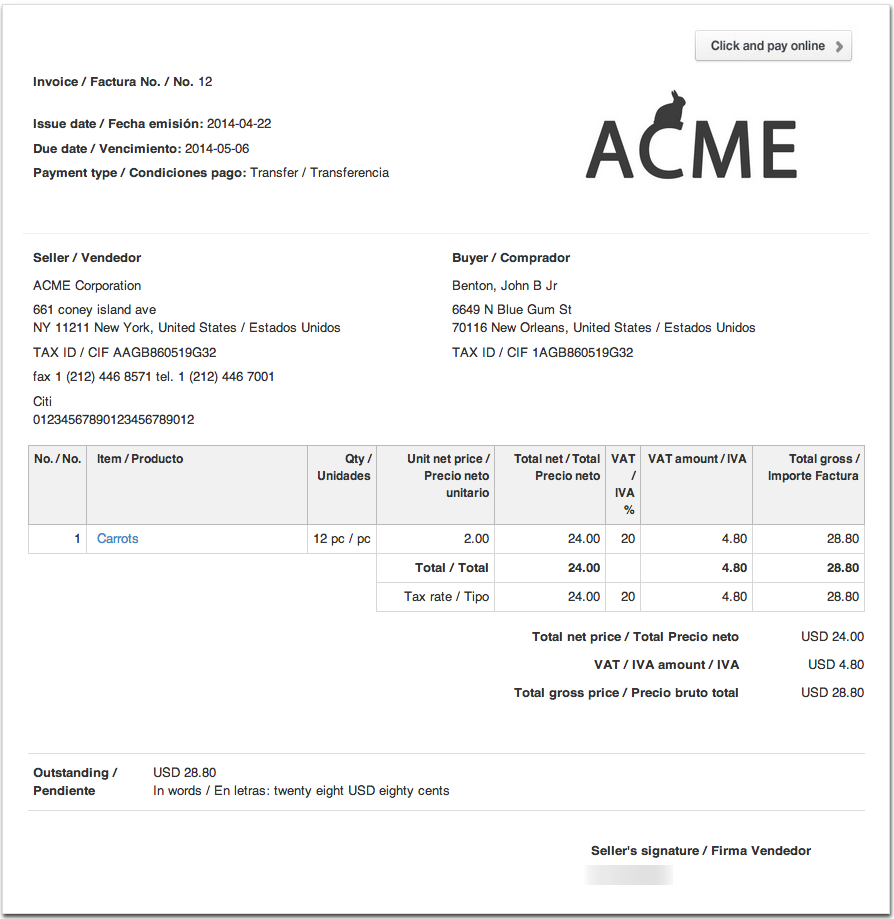 Click and pay online
Invoice / Factura No. / No. 12
Issue date / Fecha emisión: 2014-04-22
Due date / Vencimiento: 2014-05-06
Payment type / Condiciones pago: Transfer / Transferencia
ACME
Seller / Vendedor
ACME Corporation
661 coney island ave
NY 11211 New York, United States / Estados Unidos
TAX ID / CIF AAGB860519G32
fax 1 (212) 446 8571 tel. 1 (212) 446 7001
Citi
01234567890123456789012
Buyer / Comprador
Benton, John B Jr
6649 N Blue Gum St
70116 New Orleans, United States / Estados Unidos
TAX ID / CIF 1AGB860519G32
No. / No. Item / Producto Qty / Unidades Unit net price / Precio neto unitario Total net / Total Precio neto VAT / IVA % VAT amount / IVA Total gross / Importe Factura
1 Carrots 12 pc / pc 2.00 24.00 20 4.80 28.80
Total / Total 24.00 4.80 28.80
Tax rate / Tipo 24.00 20 4.80 28.80
Total net price / Total Precio neto USD 24.00
VAT / IVA amount / IVA USD 4.80
Total gross price / Precio bruto total USD 28.80
Outstanding / Pendiente USD 28.80
In words / En letras: twenty eight USD eighty cents
Seller's signature / Firma Vendedor